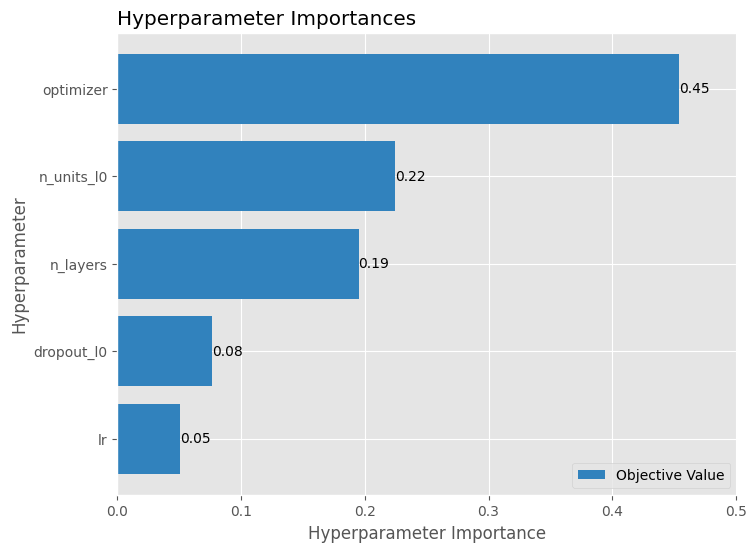 Hyperparameter Importances
Hyperparameter
optimizer
0.45
n_units_l0
0.22
n_layers
0.19
dropout_l0
0.08
lr
0.05
Objective Value
0.0 0.1 0.2 0.3 0.4 0.5
Hyperparameter Importance